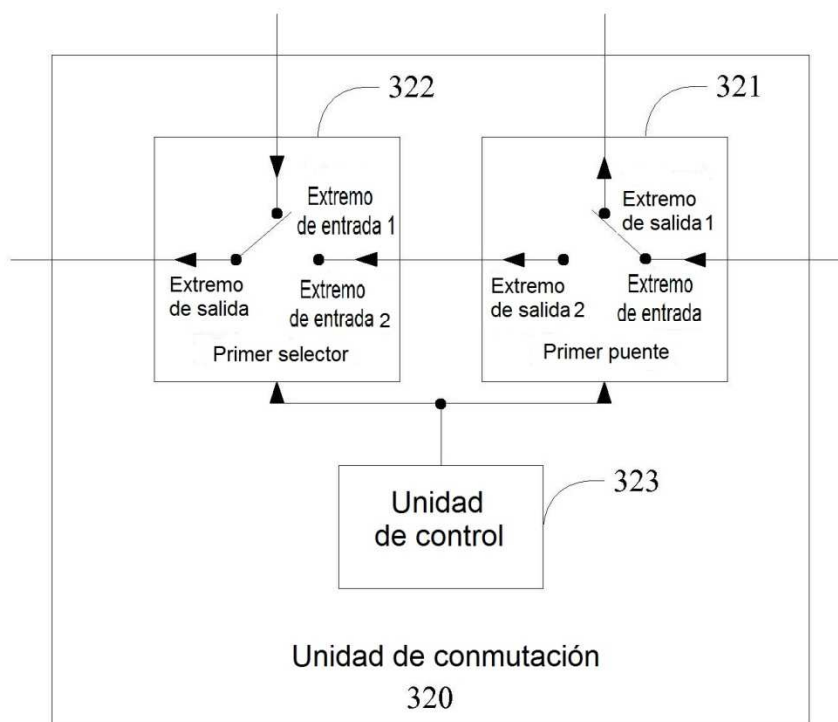 322
321
Extremo
de entrada 1
Extremo
de salida
Extremo
de entrada 2
Primer selector
Extremo
de salida 1
Extremo
de salida 2
Extremo
de entrada
Primer puente
Unidad
de control
323
Unidad de conmutación
320